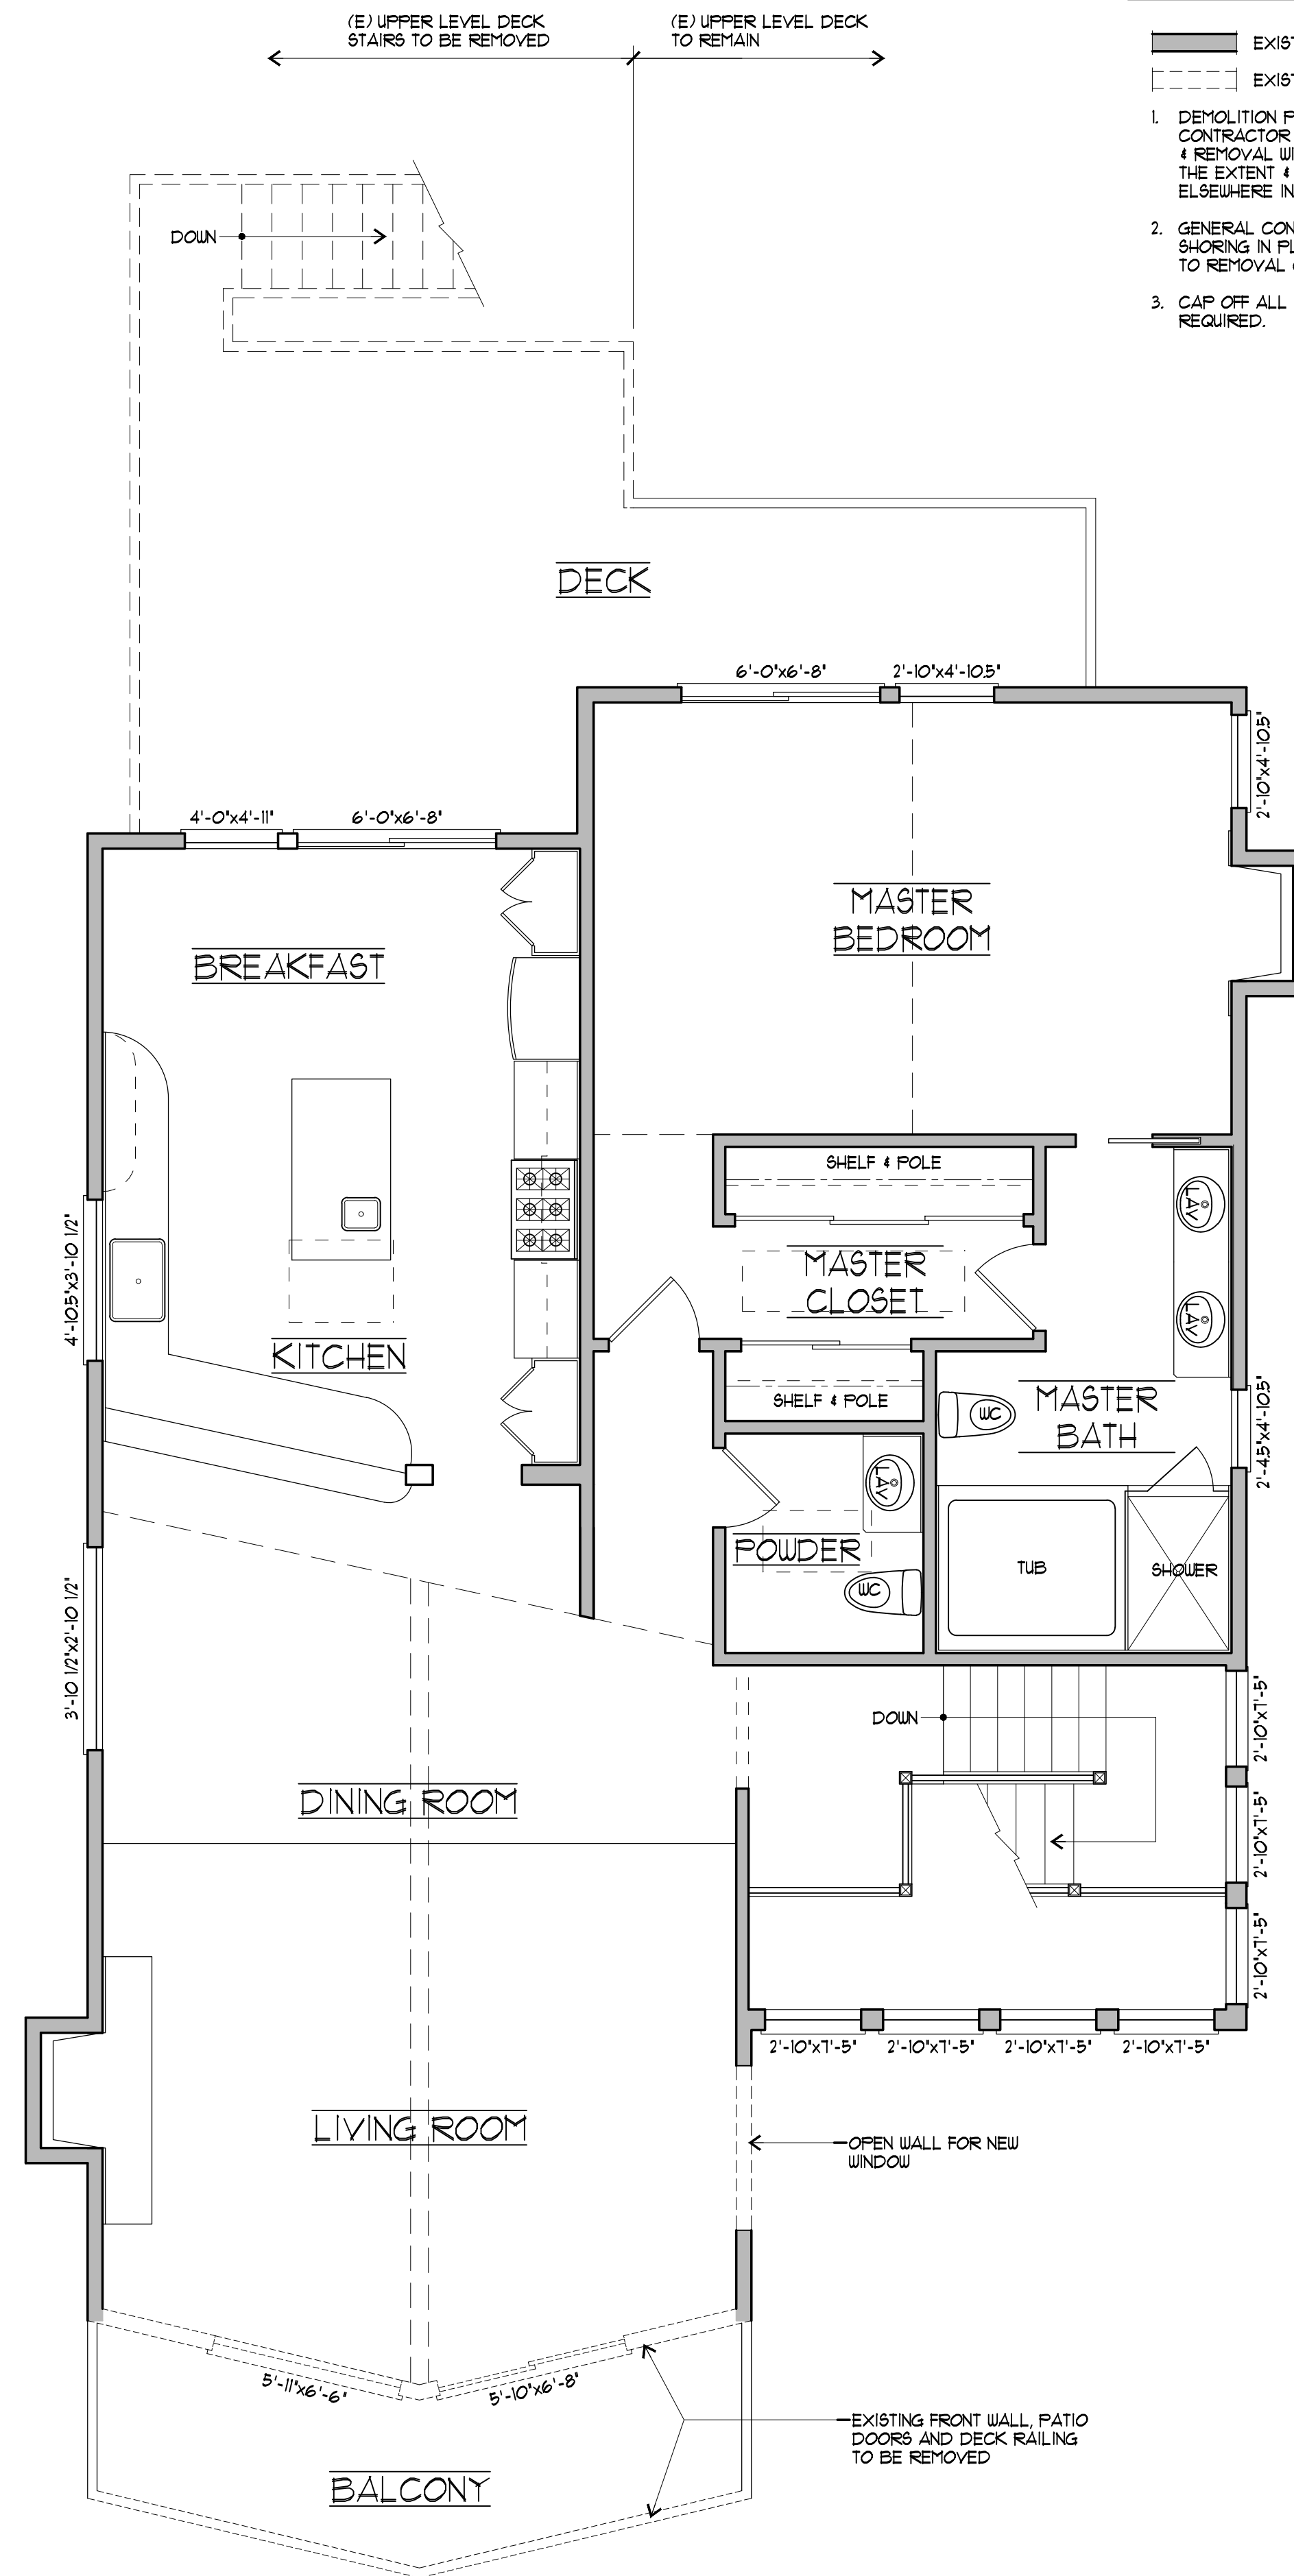 (E) UPPER LEVEL DECK
STAIRS TO BE REMOVED
(E) UPPER LEVEL DECK
TO REMAIN
1. DEMOLITION
CONTRACTOR
& REMOVAL
THE EXTENT &
ELSEWHERE IN
2. GENERAL
SHORING IN
TO REMOVAL
3. CAP OFF ALL
REQUIRED.
DOWN
DECK
6'-0"x6'-8"
2'-10"x4'-10.5"
2'-10"x4'-10.5"
4'-0"x4'-11"
6'-0"x6'-8"
MASTER
BEDROOM
BREAKFAST
SHELF & POLE
LAV
4'-10.5"x3'-10 1/2"
MASTER
CLOSET
LAV
KITCHEN
SHELF & POLE
WC
MASTER
BATH
2'-4.5"x4'-10.5"
LAV
POWDER
WC
TUB
SHOWER
3'-10 1/2"x2'-10 1/2"
DOWN
2'-10"x7'-5"
2'-10"x7'-5"
2'-10"x7'-5"
DINING ROOM
2'-10"x7'-5"
2'-10"x7'-5"
2'-10"x7'-5"
2'-10"x7'-5"
LIVING ROOM
OPEN WALL FOR NEW
WINDOW
5'-11"x6'-6"
5'-10"x6'-8"
EXISTING FRONT WALL, PATIO
DOORS AND DECK RAILING
TO BE REMOVED
BALCONY